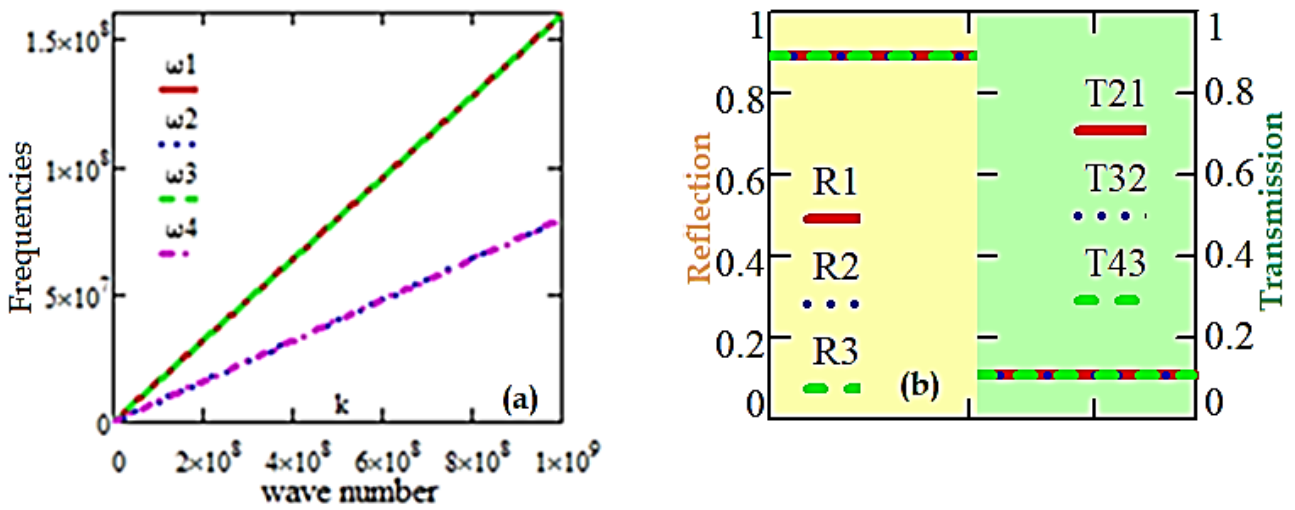 Frequencies
1.5×10⁸
1×10⁸
5×10⁷
0
ω1
ω2
ω3
ω4
k
(a)
0 2×10⁸ 4×10⁸ 6×10⁸ 8×10⁸ 1×10⁹
wave number
Reflection
1
0.8
0.6
0.4
0.2
0
R1
R2
R3
(b)
T21
T32
T43
1
0.8
0.6
0.4
0.2
0
Transmission